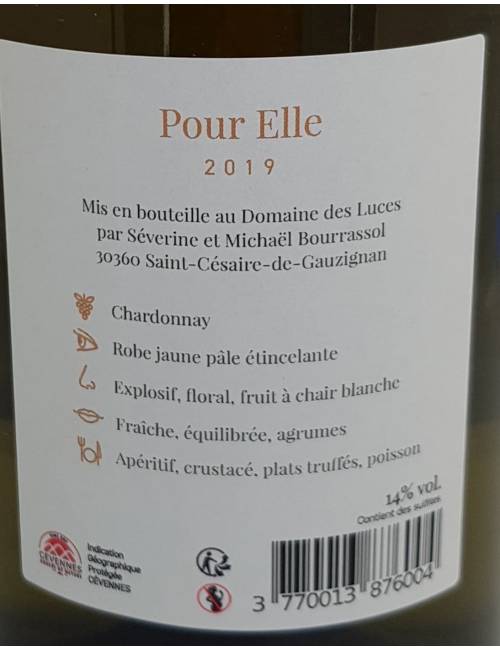 Pour Elle
2019
Mis en bouteille au Domaine des Luces
par Séverine et Michaël Bourrassol
30360 Saint-Césaire-de-Gauzignan
Chardonnay
Robe jaune pâle étincelante
Explosif, floral, fruit à chair blanche
Fraîche, équilibrée, agrumes
Apéritif, crustacé, plats truffés, poisson
14% vol.
Contient des sulfites
CÉVENNES
Indication
Géographique
Protégée
CÉVENNES
3 770013 876004